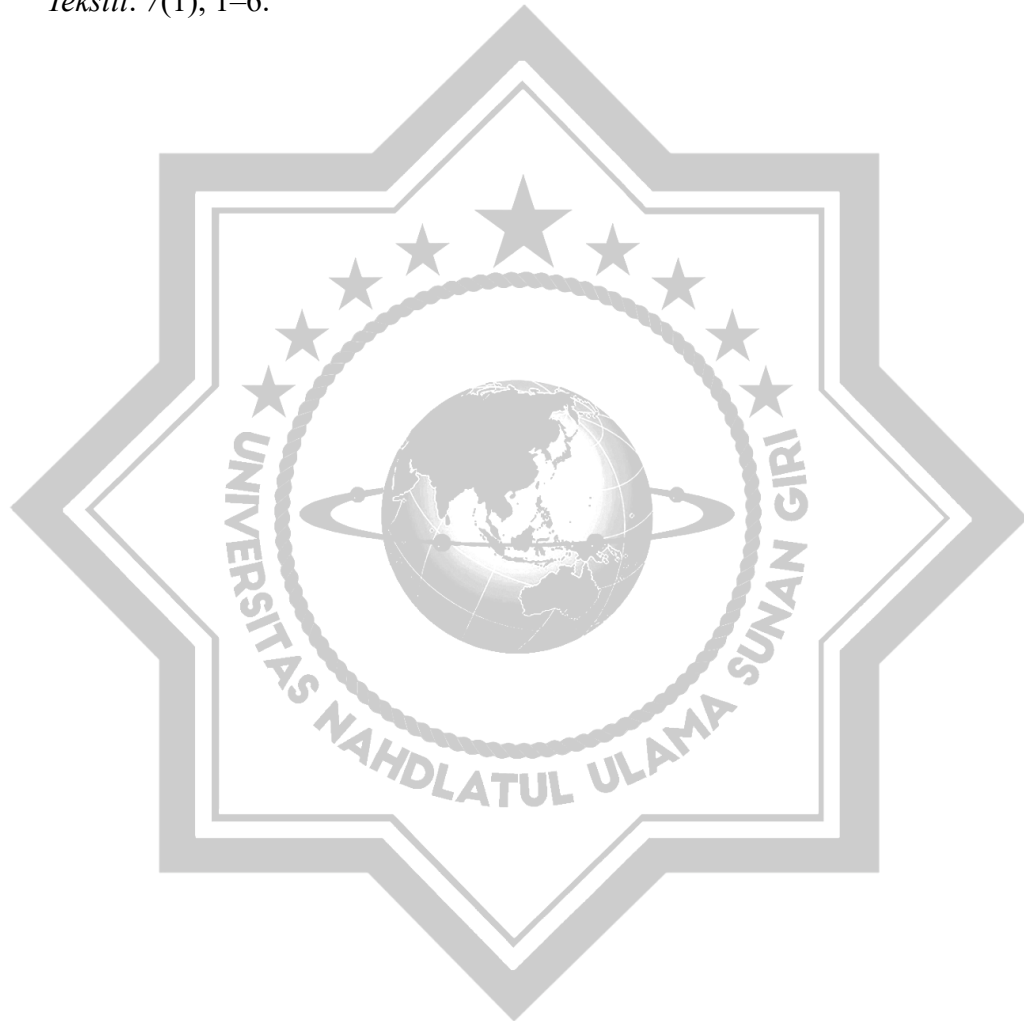 Tekstil. 7(1), 1–6.
UNIVERSITAS NAHDLATUL ULAMA SUNAN GIRI